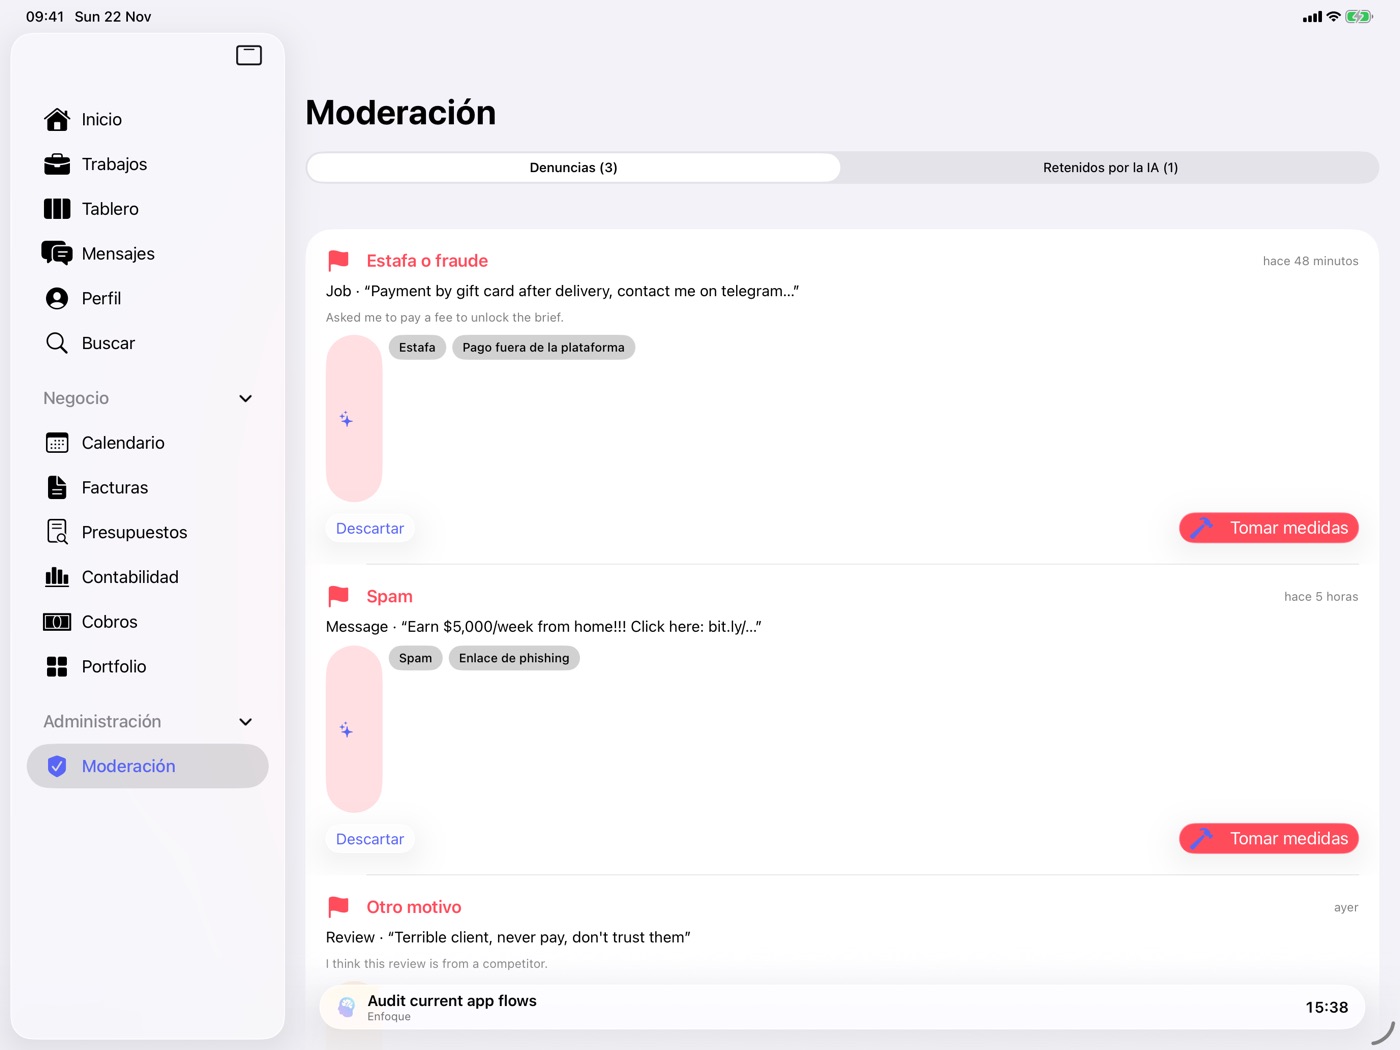 09:41 Sun 22 Nov
Inicio
Trabajos
Tablero
Mensajes
Perfil
Buscar
Negocio
Calendario
Facturas
Presupuestos
Contabilidad
Cobros
Portfolio
Administración
Moderación
Moderación
Denuncias (3)
Retenidos por la IA (1)
Estafa o fraude
hace 48 minutos
Job · “Payment by gift card after delivery, contact me on telegram...”
Asked me to pay a fee to unlock the brief.
Estafa
Pago fuera de la plataforma
Descartar
Tomar medidas
Spam
hace 5 horas
Message · “Earn $5,000/week from home!!! Click here: bit.ly/...”
Spam
Enlace de phishing
Descartar
Tomar medidas
Otro motivo
ayer
Review · “Terrible client, never pay, don't trust them”
I think this review is from a competitor.
Audit current app flows
Enfoque
15:38